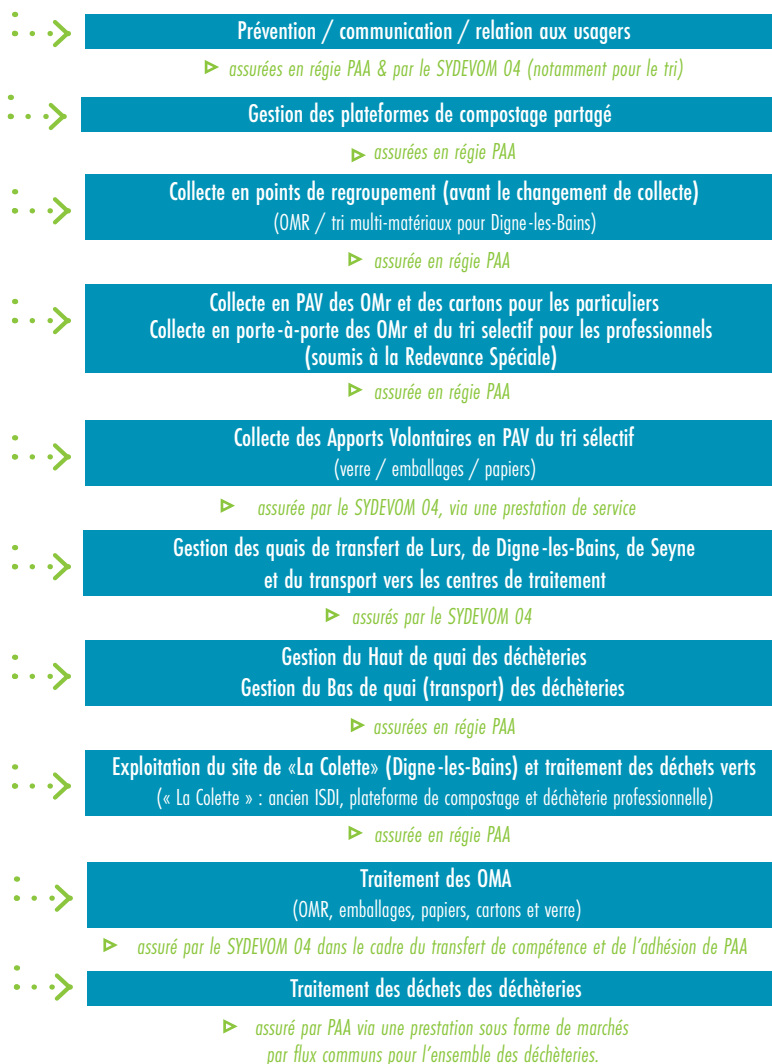 Prévention / communication / relation aux usagers
assurées en régie PAA & par le SYDEVOM 04 (notamment pour le tri)
Gestion des plateformes de compostage partagé
assurées en régie PAA
Collecte en points de regroupement (avant le changement de collecte)
(OMR / tri multi-matériaux pour Digne-les-Bains)
assurée en régie PAA
Collecte en PAV des OMr et des cartons pour les particuliers
Collecte en porte-à-porte des OMr et du tri selectif pour les professionnels
(soumis à la Redevance Spéciale)
assurée en régie PAA
Collecte des Apports Volontaires en PAV du tri sélectif
(verre / emballages / papiers)
assurée par le SYDEVOM 04, via une prestation de service
Gestion des quais de transfert de Lurs, de Digne-les-Bains, de Seyne
et du transport vers les centres de traitement
assurés par le SYDEVOM 04
Gestion du Haut de quai des déchèteries
Gestion du Bas de quai (transport) des déchèteries
assurées en régie PAA
Exploitation du site de «La Colette» (Digne-les-Bains) et traitement des déchets verts
(« La Colette » : ancien ISDI, plateforme de compostage et déchèterie professionnelle)
assurée en régie PAA
Traitement des OMA
(OMR, emballages, papiers, cartons et verre)
assuré par le SYDEVOM 04 dans le cadre du transfert de compétence et de l'adhésion de PAA
Traitement des déchets des déchèteries
assuré par PAA via une prestation sous forme de marchés
par flux communs pour l'ensemble des déchèteries.